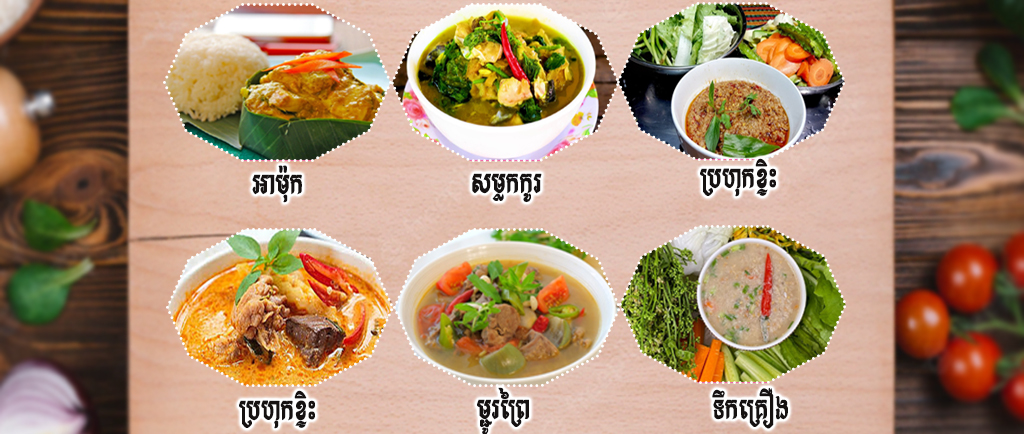 អាម៉ុក
សម្លកកូរ
ប្រហុកខ្ទិះ
ប្រហុកខ្ទិះ
ម្ជូរព្រៃ
ទឹកគ្រឿង